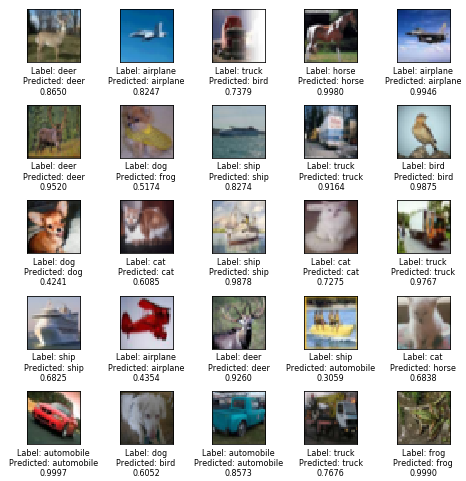 Label: deer
Predicted: deer
0.8650
Label: airplane
Predicted: airplane
0.8247
Label: truck
Predicted: bird
0.7379
Label: horse
Predicted: horse
0.9980
Label: airplane
Predicted: airplane
0.9946
Label: deer
Predicted: deer
0.9520
Label: dog
Predicted: frog
0.5174
Label: ship
Predicted: ship
0.8274
Label: truck
Predicted: truck
0.9164
Label: bird
Predicted: bird
0.9875
Label: dog
Predicted: dog
0.4241
Label: cat
Predicted: cat
0.6085
Label: ship
Predicted: ship
0.9878
Label: cat
Predicted: cat
0.7275
Label: truck
Predicted: truck
0.9767
Label: ship
Predicted: ship
0.6825
Label: airplane
Predicted: airplane
0.4354
Label: deer
Predicted: deer
0.9260
Label: ship
Predicted: automobile
0.3059
Label: cat
Predicted: horse
0.6838
Label: automobile
Predicted: automobile
0.9997
Label: dog
Predicted: bird
0.6052
Label: automobile
Predicted: automobile
0.8573
Label: truck
Predicted: truck
0.7676
Label: frog
Predicted: frog
0.9990